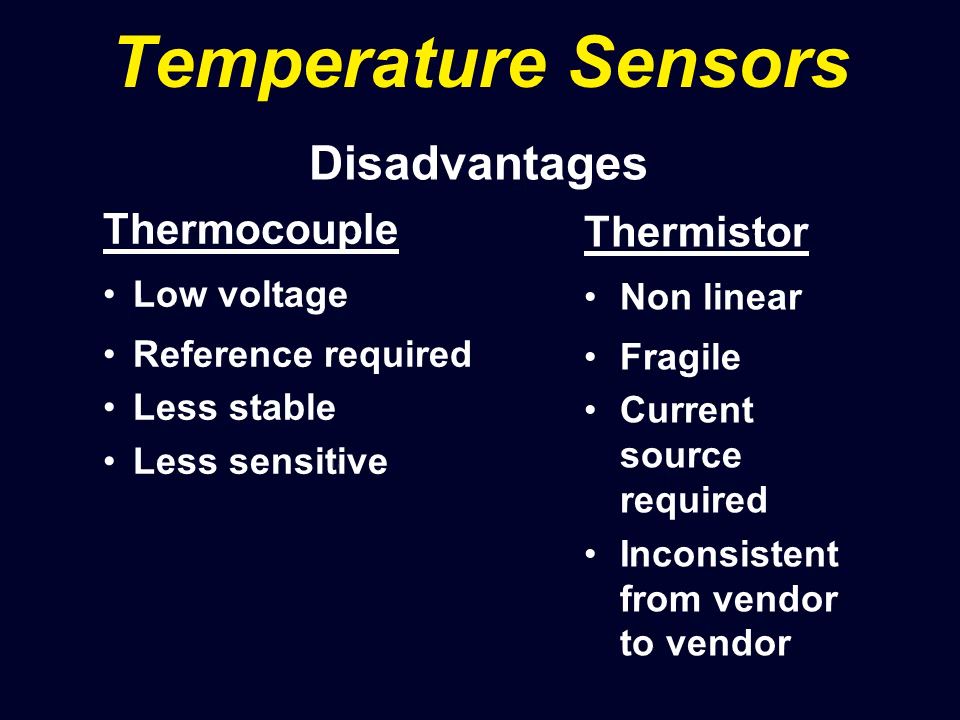 Temperature Sensors
Disadvantages
Thermocouple
• Low voltage
• Reference required
• Less stable
• Less sensitive
Thermistor
• Non linear
• Fragile
• Current
source
required
• Inconsistent
from vendor
to vendor